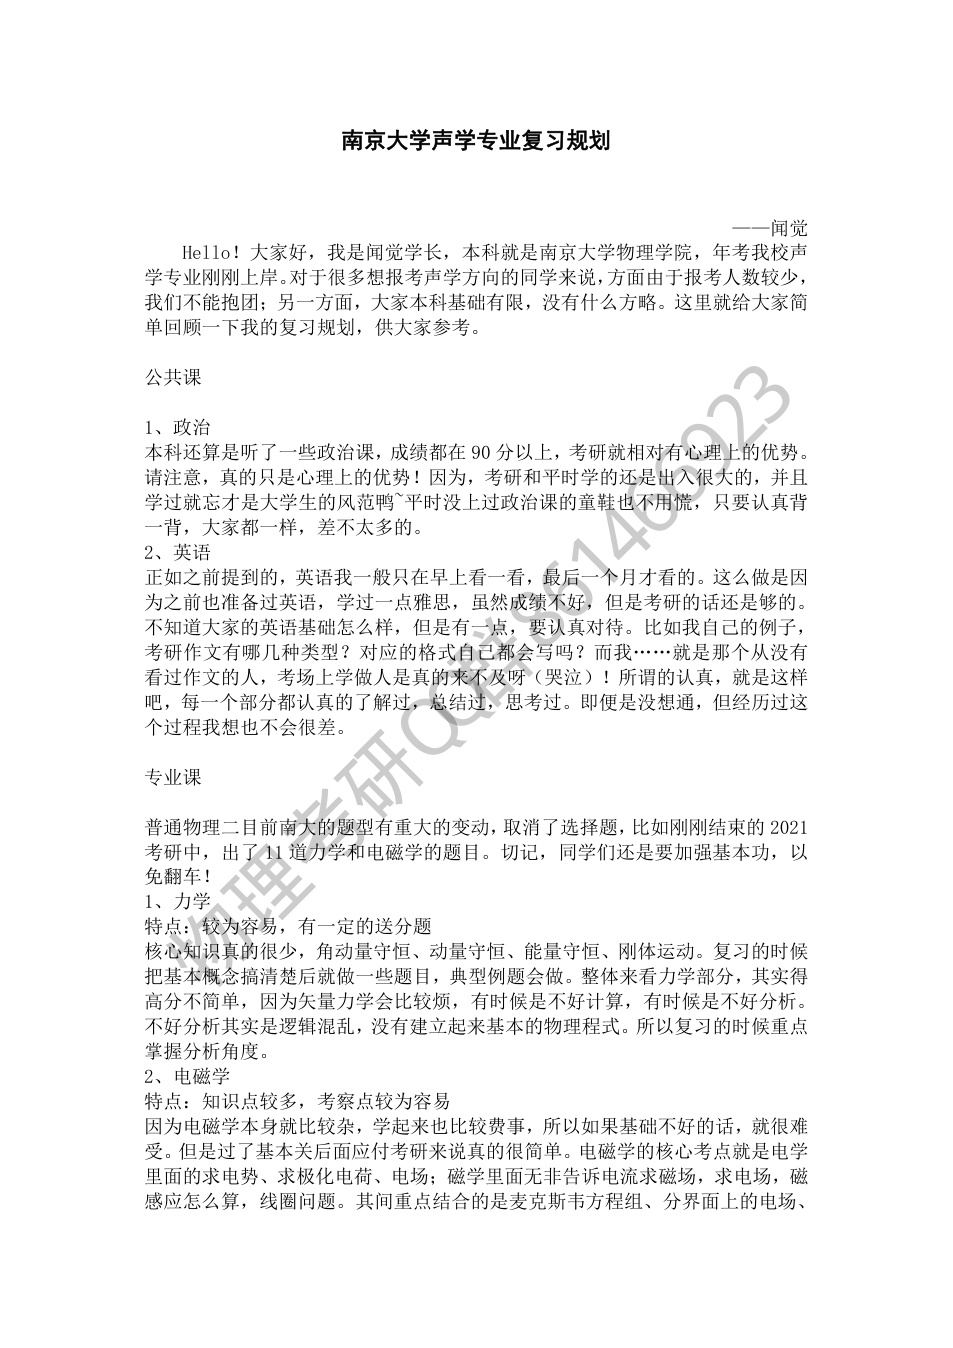 南京大学声学专业复习规划
——闻觉
Hello！大家好，我是闻觉学长，本科就是南京大学物理学院，年考我校声
学专业刚刚上岸。对于很多想报考声学方向的同学来说，方面由于报考人数较少，
我们不能抱团；另一方面，大家本科基础有限，没有什么方略。这里就给大家简
单回顾一下我的复习规划，供大家参考。
公共课
1、政治
本科还算是听了一些政治课，成绩都在 90 分以上，考研就相对有心理上的优势。
请注意，真的只是心理上的优势！因为，考研和平时学的还是出入很大的，并且
学过就忘才是大学生的风范鸭~平时没上过政治课的童鞋也不用慌，只要认真背
一背，大家都一样，差不太多的。
2、英语
正如之前提到的，英语我一般只在早上看一看，最后一个月才看的。这么做是因
为之前也准备过英语，学过一点雅思，虽然成绩不好，但是考研的话还是够的。
不知道大家的英语基础怎么样，但是有一点，要认真对待。比如我自己的例子，
考研作文有哪几种类型？对应的格式自己都会写吗？而我……就是那个从没有
看过作文的人，考场上学做人是真的来不及呀（哭泣）！所谓的认真，就是这样
吧，每一个部分都认真的了解过，总结过，思考过。即便是没想通，但经历过这
个过程我想也不会很差。
专业课
普通物理二目前南大的题型有重大的变动，取消了选择题，比如刚刚结束的 2021
考研中，出了 11 道力学和电磁学的题目。切记，同学们还是要加强基本功，以
免翻车！
1、力学
特点：较为容易，有一定的送分题
核心知识真的很少，角动量守恒、动量守恒、能量守恒、刚体运动。复习的时候
把基本概念搞清楚后就做一些题目，典型例题会做。整体来看力学部分，其实得
高分不简单，因为矢量力学会比较烦，有时候是不好计算，有时候是不好分析。
不好分析其实是逻辑混乱，没有建立起来基本的物理程式。所以复习的时候重点
掌握分析角度。
2、电磁学
特点：知识点较多，考察点较为容易
因为电磁学本身就比较杂，学起来也比较费事，所以如果基础不好的话，就很难
受。但是过了基本关后面应付考研来说真的很简单。电磁学的核心考点就是电学
里面的求电势、求极化电荷、电场；磁学里面无非告诉电流求磁场，求电场，磁
感应怎么算，线圈问题。其间重点结合的是麦克斯韦方程组、分界面上的电场、
物理考研QQ群861466923